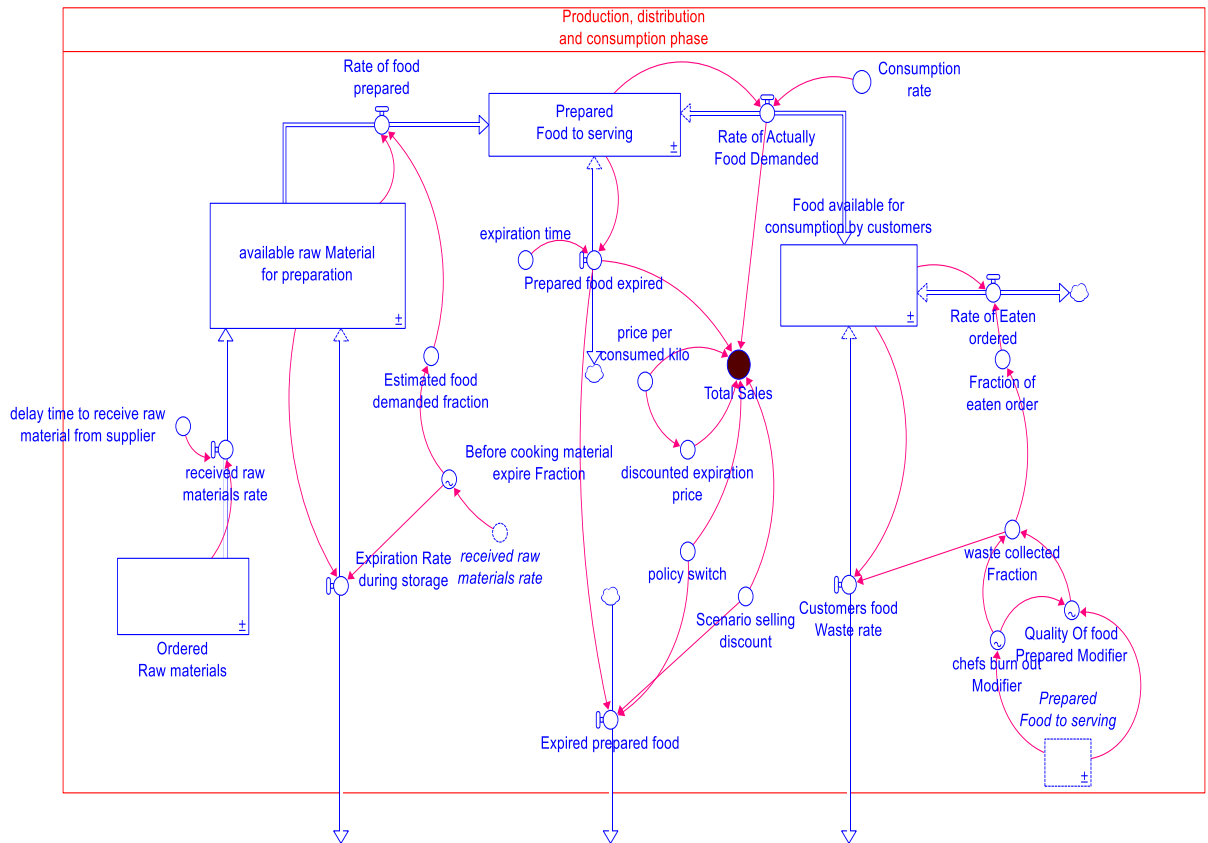 Production, distribution
and consumption phase
Rate of food
prepared
Prepared
Food to serving
Consumption
rate
Rate of Actually
Food Demanded
Food available for
consumption by customers
available raw Material
for preparation
expiration time
Prepared food expired
Rate of Eaten
ordered
price per
consumed kilo
Total Sales
Estimated food
demanded fraction
Fraction of
eaten order
delay time to receive raw
material from supplier
received raw
materials rate
Before cooking material
expire Fraction
discounted expiration
price
Expiration Rate
during storage
received raw
materials rate
policy switch
waste collected
Fraction
Customers food
Waste rate
Scenario selling
discount
Ordered
Raw materials
Quality Of food
Prepared Modifier
chefs burn out
Modifier
Prepared
Food to serving
Expired prepared food